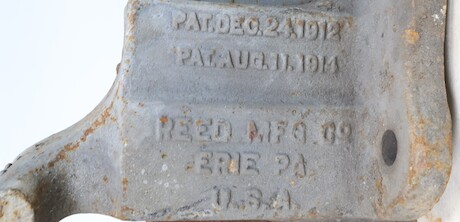 PAT.DEC.24.1912
PAT.AUG.11.1914
REED MFG. CO
ERIE PA
U.S.A.